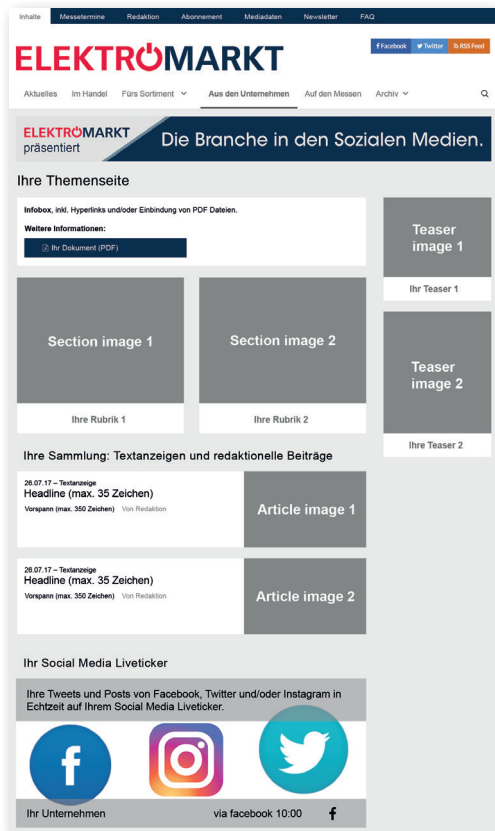 Inhalte Messetermine Redaktion Abonnement Mediadaten Newsletter FAQ
ELEKTROMARKT
Facebook Twitter RSS Feed
Aktuelles Im Handel Fürs Sortiment Aus den Unternehmen Auf den Messen Archiv
ELEKTROMARKT
präsentiert
Die Branche in den Sozialen Medien.
Ihre Themenseite
Infobox, inkl. Hyperlinks und/oder Einbindung von PDF Dateien.
Weitere Informationen:
Ihr Dokument (PDF)
Teaser
image 1
Ihr Teaser 1
Section image 1
Ihre Rubrik 1
Section image 2
Ihre Rubrik 2
Teaser
image 2
Ihre Teaser 2
Ihre Sammlung: Textanzeigen und redaktionelle Beiträge
26.07.17 – Textanzeige
Headline (max. 35 Zeichen)
Vorspann (max. 350 Zeichen) Von Redaktion
Article image 1
26.07.17 – Textanzeige
Headline (max. 35 Zeichen)
Vorspann (max. 350 Zeichen) Von Redaktion
Article image 2
Ihr Social Media Liveticker
Ihre Tweets und Posts von Facebook, Twitter und/oder Instagram in
Echtzeit auf Ihrem Social Media Liveticker.
Ihr Unternehmen via facebook 10:00